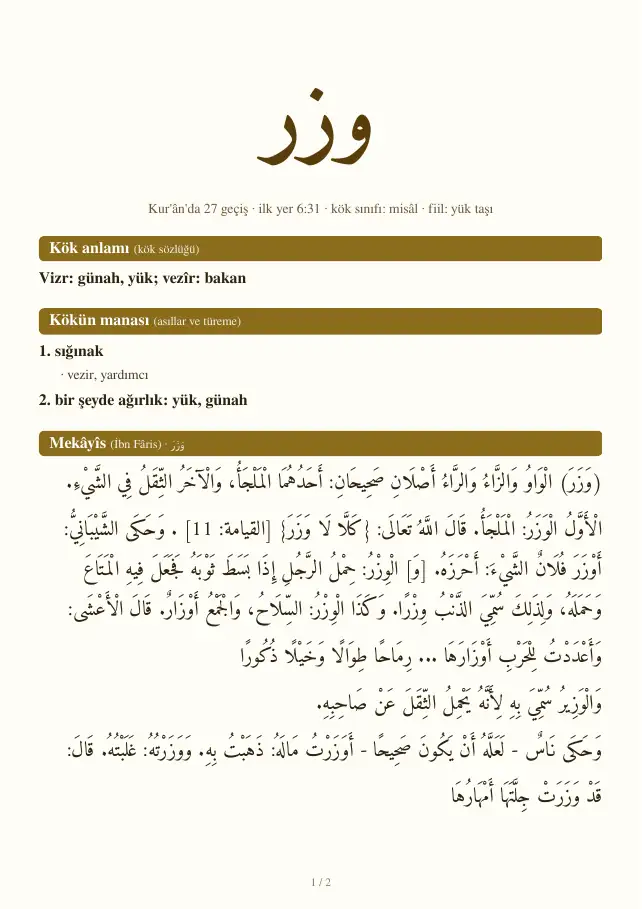 وزر
Kur'ân'da 27 geçiş · ilk yer 6:31 · kök sınıfı: misâl · fiil: yük taşı
Kök anlamı (kök sözlüğü)
Vizr: günah, yük; vezîr: bakan
Kökün manası (asıllar ve türeme)
1. sığınak
· vezir, yardımcı
2. bir şeyde ağırlık: yük, günah
Mekâyîs (İbn Fâris) · وَزَرَ
(وَزَرَ) الْوَاوُ وَالزَّاءُ وَالرَّاءُ أَصْلَانِ صَحِيحَانِ: أَحَدُهُمَا الْمَلْجَأُ، وَالْآخَرُ الثِّقَلُ فِي الشَّيْءِ.
الْأَوَّلُ الْوَزَرُ: الْمَلْجَأُ. قَالَ اللَّهُ تَعَالَى: {كَلَّا لَا وَزَرَ} [القيامة: 11] . وَحَكَى الشَّيْبَانِيُّ:
أَوْزَرَ فُلَانٌ الشَّيْءَ: أَحْرَزَهُ. [وَ] الْوِزْرُ: حِمْلُ الرَّجُلِ إِذَا بَسَطَ ثَوْبَهُ فَجَعَلَ فِيهِ الْمَتَاعَ
وَحَمَلَهُ، وَلِذَلِكَ سُمِّيَ الذَّنْبُ وِزْرًا. وَكَذَا الْوِزْرُ: السِّلَاحُ، وَالْجَمْعُ أَوْزَارٌ. قَالَ الْأَعْشَى:
وَأَعْدَدْتُ لِلْحَرْبِ أَوْزَارَهَا ... رِمَاحًا طِوَالًا وَخَيْلًا ذُكُورًا
وَالْوَزِيرُ سُمِّيَ بِهِ لِأَنَّهُ يَحْمِلُ الثِّقَلَ عَنْ صَاحِبِهِ.
وَحَكَى نَاسٌ - لَعَلَّهُ أَنْ يَكُونَ صَحِيحًا - أَوَزَرْتُ مَالَهُ: ذَهَبْتُ بِهِ. وَوَزَرْتُهُ: غَلَبْتُهُ. قَالَ:
قَدْ وَزَرَتْ جِلَّتَهَا أَمْهَارُهَا
1 / 2